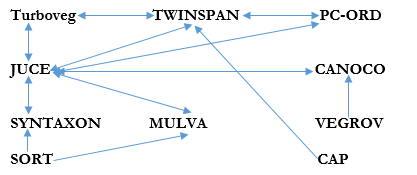 Turboveg TWINSPAN PC-ORD
JUCE CANOCO
SYNTAXON MULVA VEGROV
SORT CAP